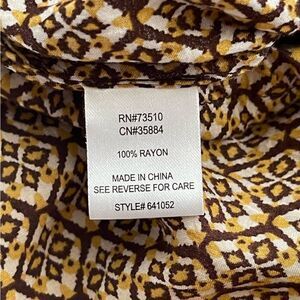 RN#73510
CN#35884
100% RAYON
MADE IN CHINA
SEE REVERSE FOR CARE
STYLE# 641052